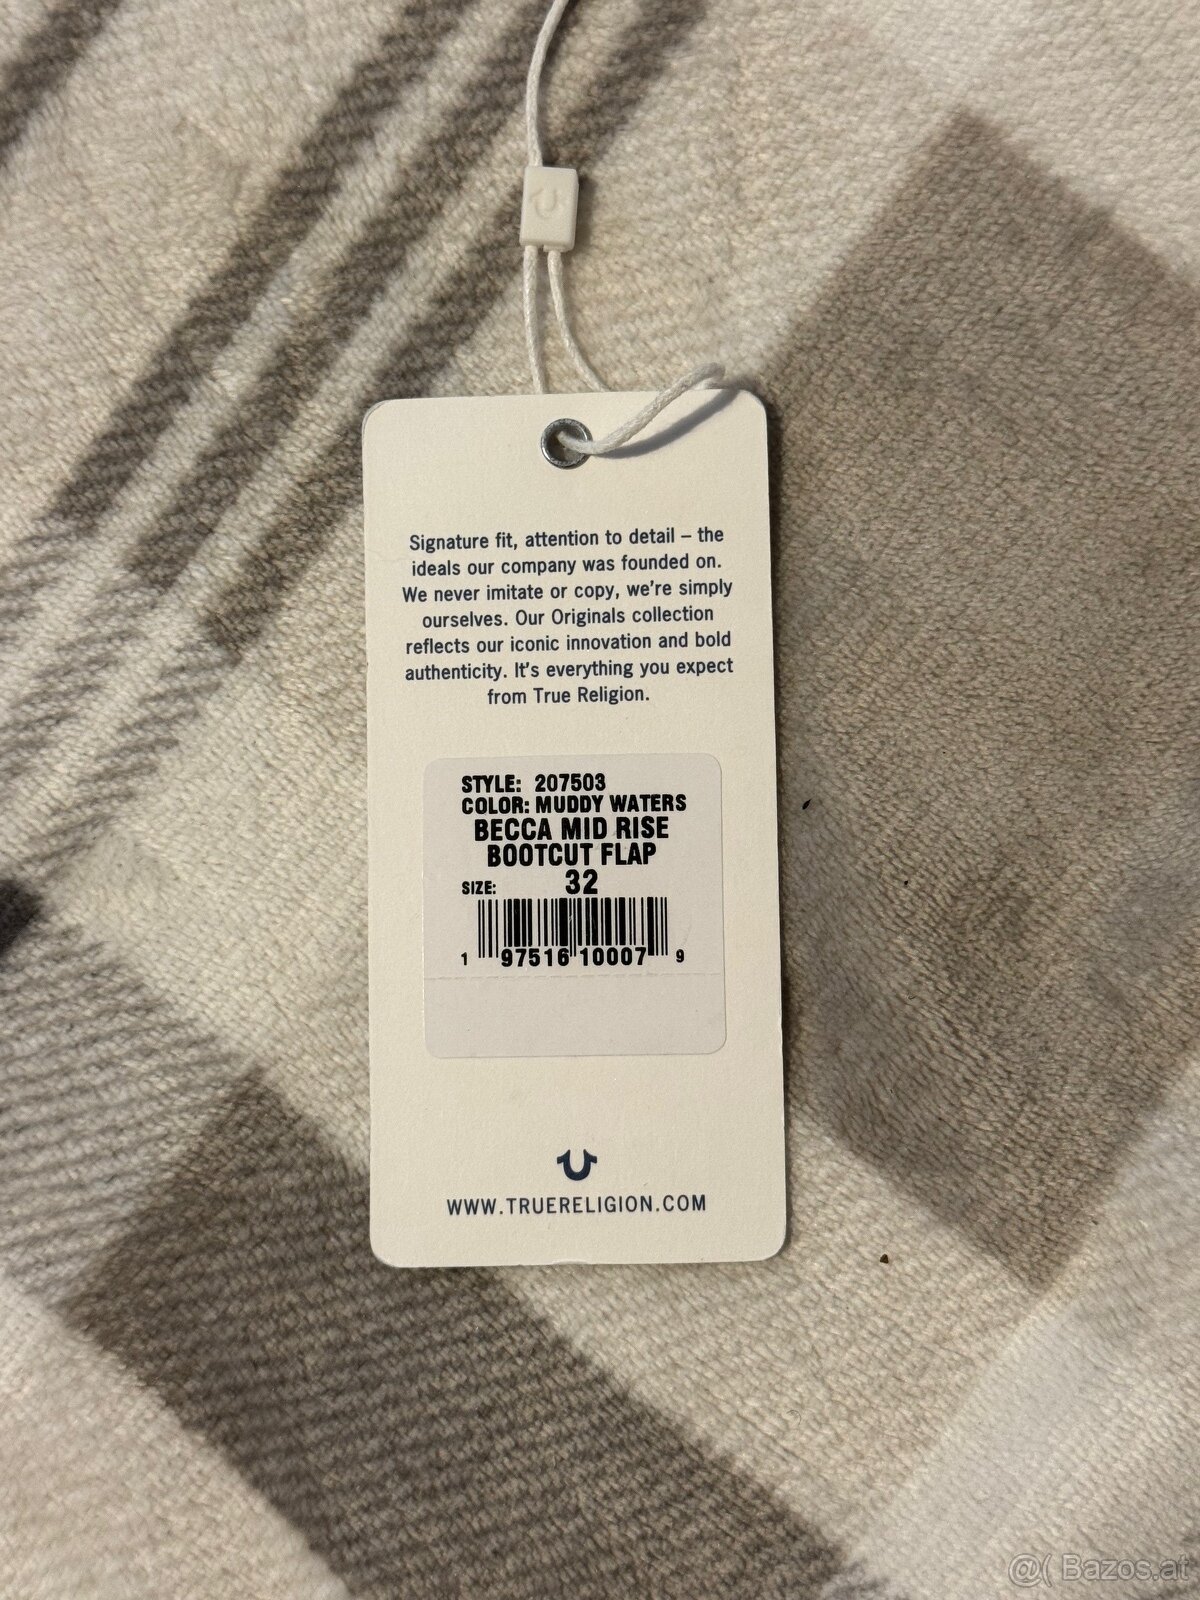 Signature fit, attention to detail – the
ideals our company was founded on.
We never imitate or copy, we're simply
ourselves. Our Originals collection
reflects our iconic innovation and bold
authenticity. It's everything you expect
from True Religion.
STYLE: 207503
COLOR: MUDDY WATERS
BECCA MID RISE
BOOTCUT FLAP
SIZE: 32
1 97516 10007 9
WWW.TRUERELIGION.COM
@( Bazos.at